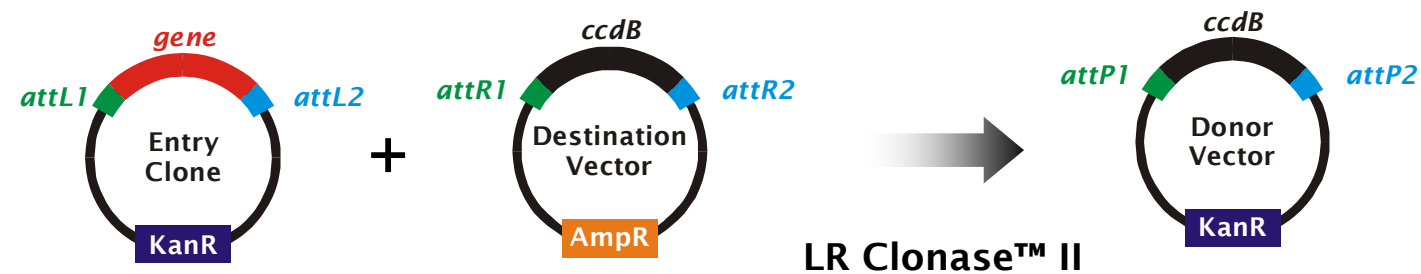 gene
attL1
attL2
Entry
Clone
KanR
+
ccdB
attR1
attR2
Destination
Vector
AmpR
LR Clonase™ II
ccdB
attP1
attP2
Donor
Vector
KanR